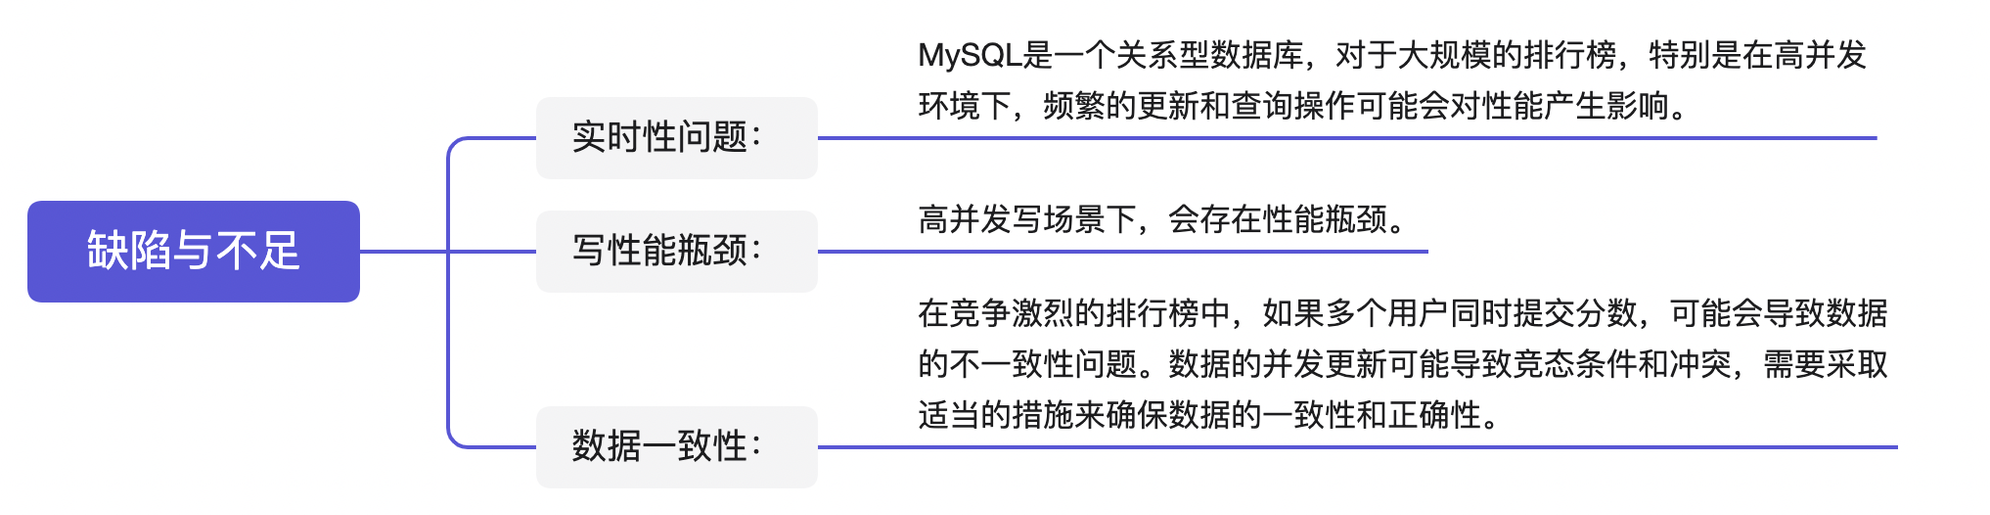 缺陷与不足
实时性问题：
MySQL是一个关系型数据库，对于大规模的排行榜，特别是在高并发
环境下，频繁的更新和查询操作可能会对性能产生影响。
写性能瓶颈：
高并发写场景下，会存在性能瓶颈。
数据一致性：
在竞争激烈的排行榜中，如果多个用户同时提交分数，可能会导致数据
的不一致性问题。数据的并发更新可能导致竞态条件和冲突，需要采取
适当的措施来确保数据的一致性和正确性。